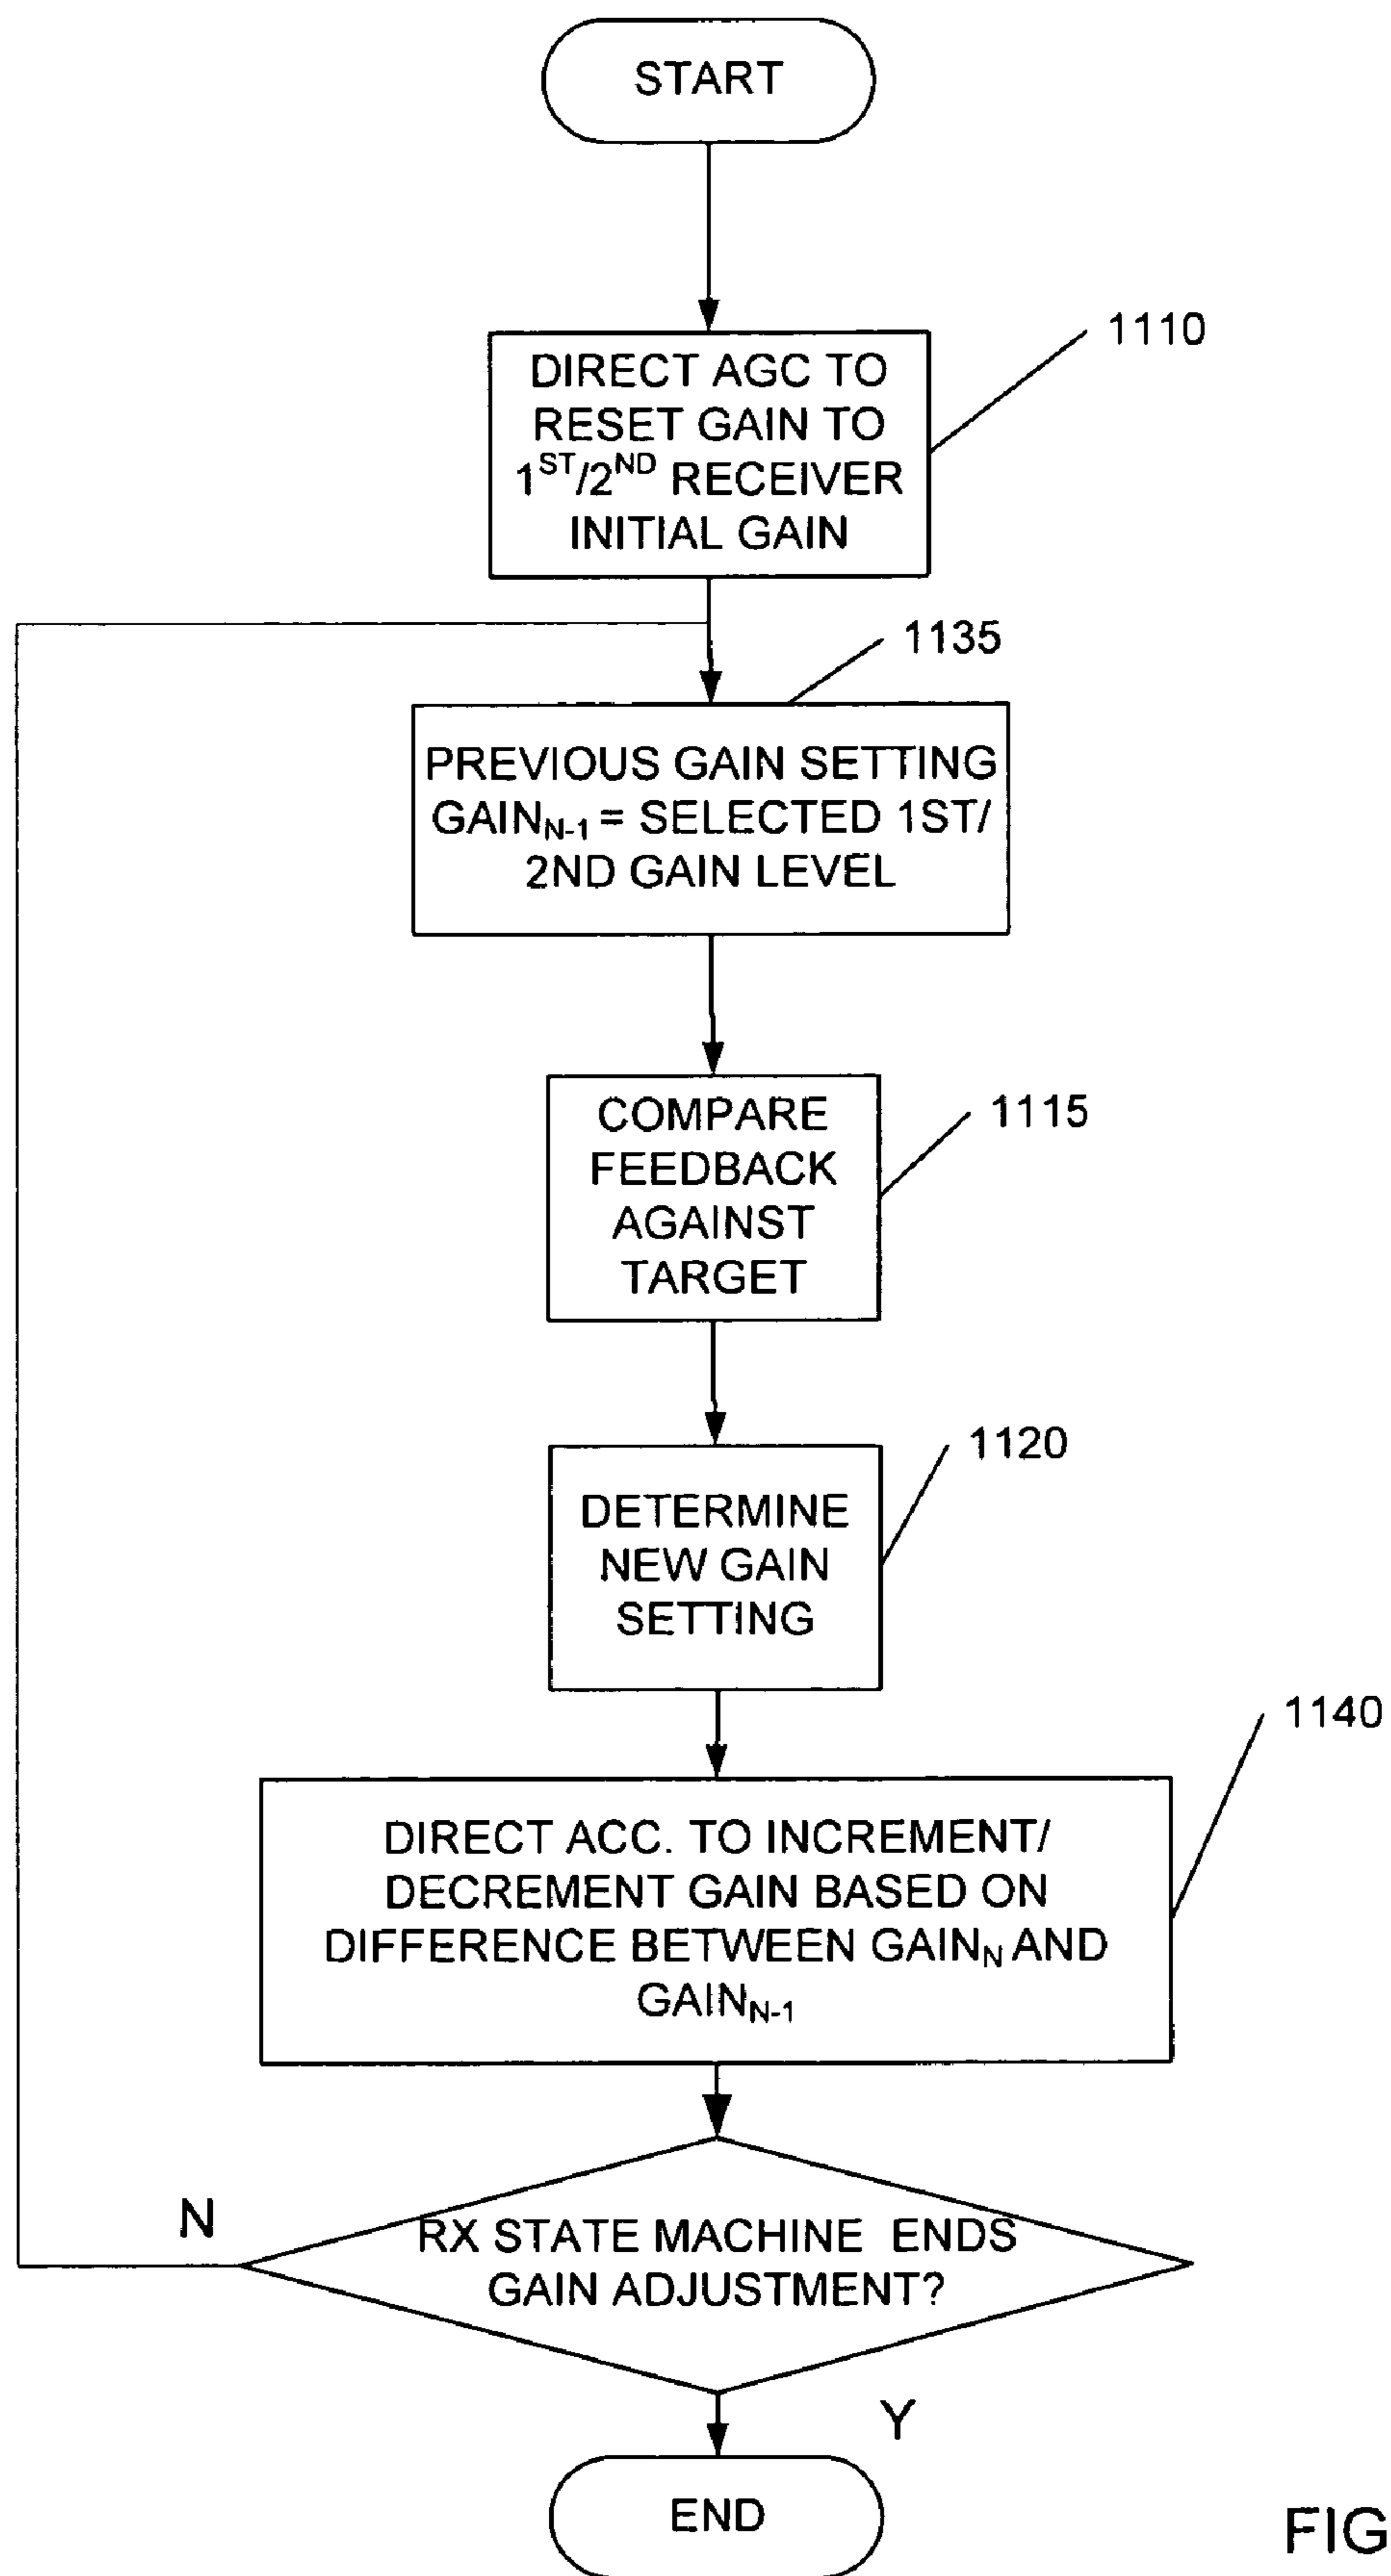 START
DIRECT AGC TO
RESET GAIN TO
1ST/2ND RECEIVER
INITIAL GAIN
1110
1135
PREVIOUS GAIN SETTING
GAINN-1 = SELECTED 1ST/
2ND GAIN LEVEL
COMPARE
FEEDBACK
AGAINST
TARGET
1115
1120
DETERMINE
NEW GAIN
SETTING
1140
DIRECT ACC. TO INCREMENT/
DECREMENT GAIN BASED ON
DIFFERENCE BETWEEN GAINN AND
GAINN-1
N
RX STATE MACHINE ENDS
GAIN ADJUSTMENT?
Y
END
FIG